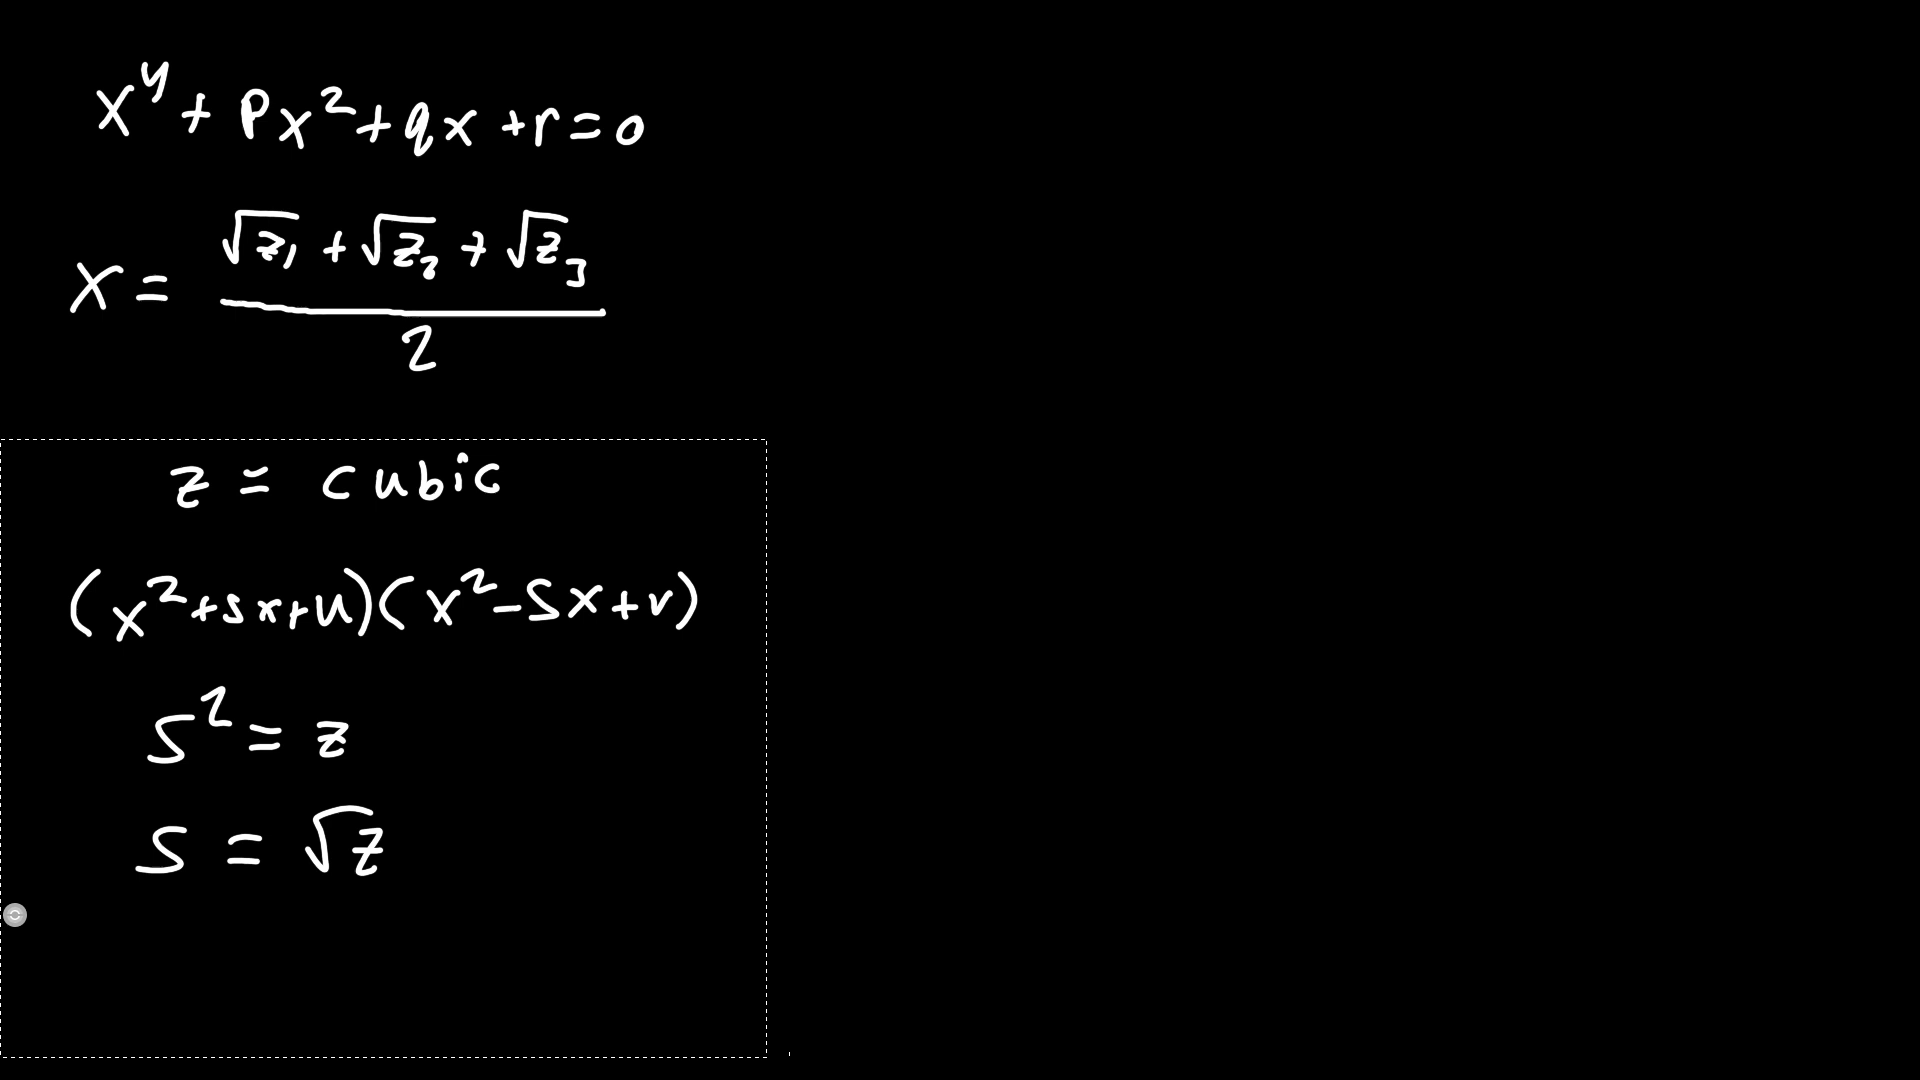 x^y + px^2 + qx + r = 0
x = (√z1 + √z2 + √z3) / 2
z = cubic
(x^2 + sx + u)(x^2 - sx + v)
s^2 = z
s = √z